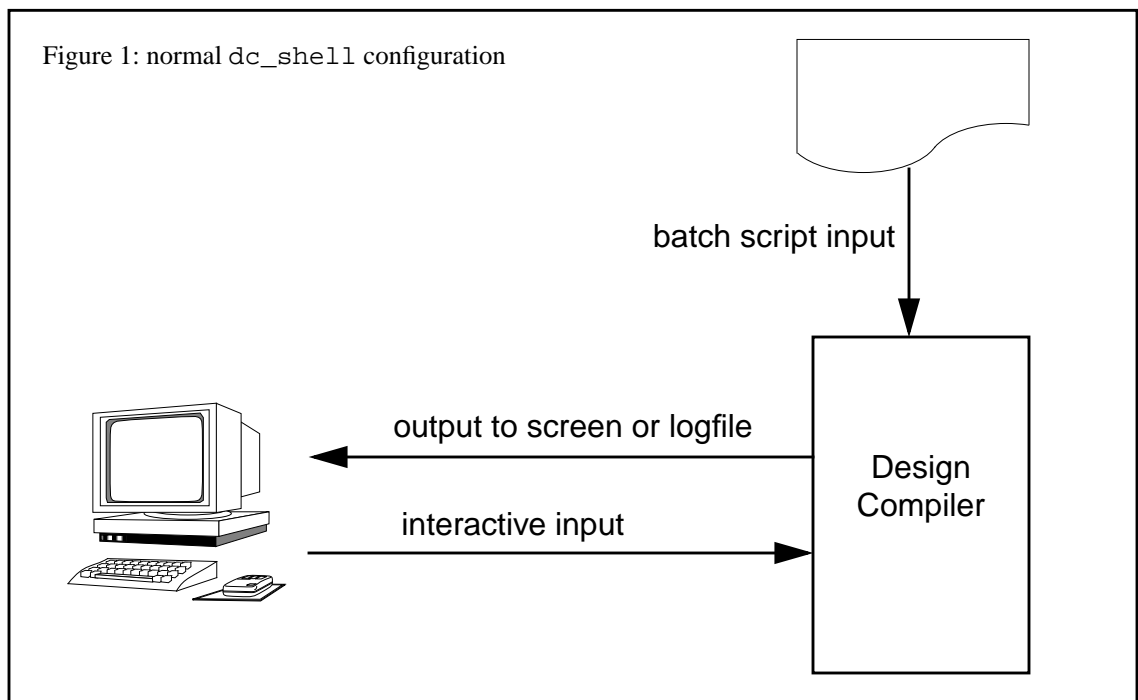 Figure 1: normal dc_shell configuration
batch script input
output to screen or logfile
Design
Compiler
interactive input